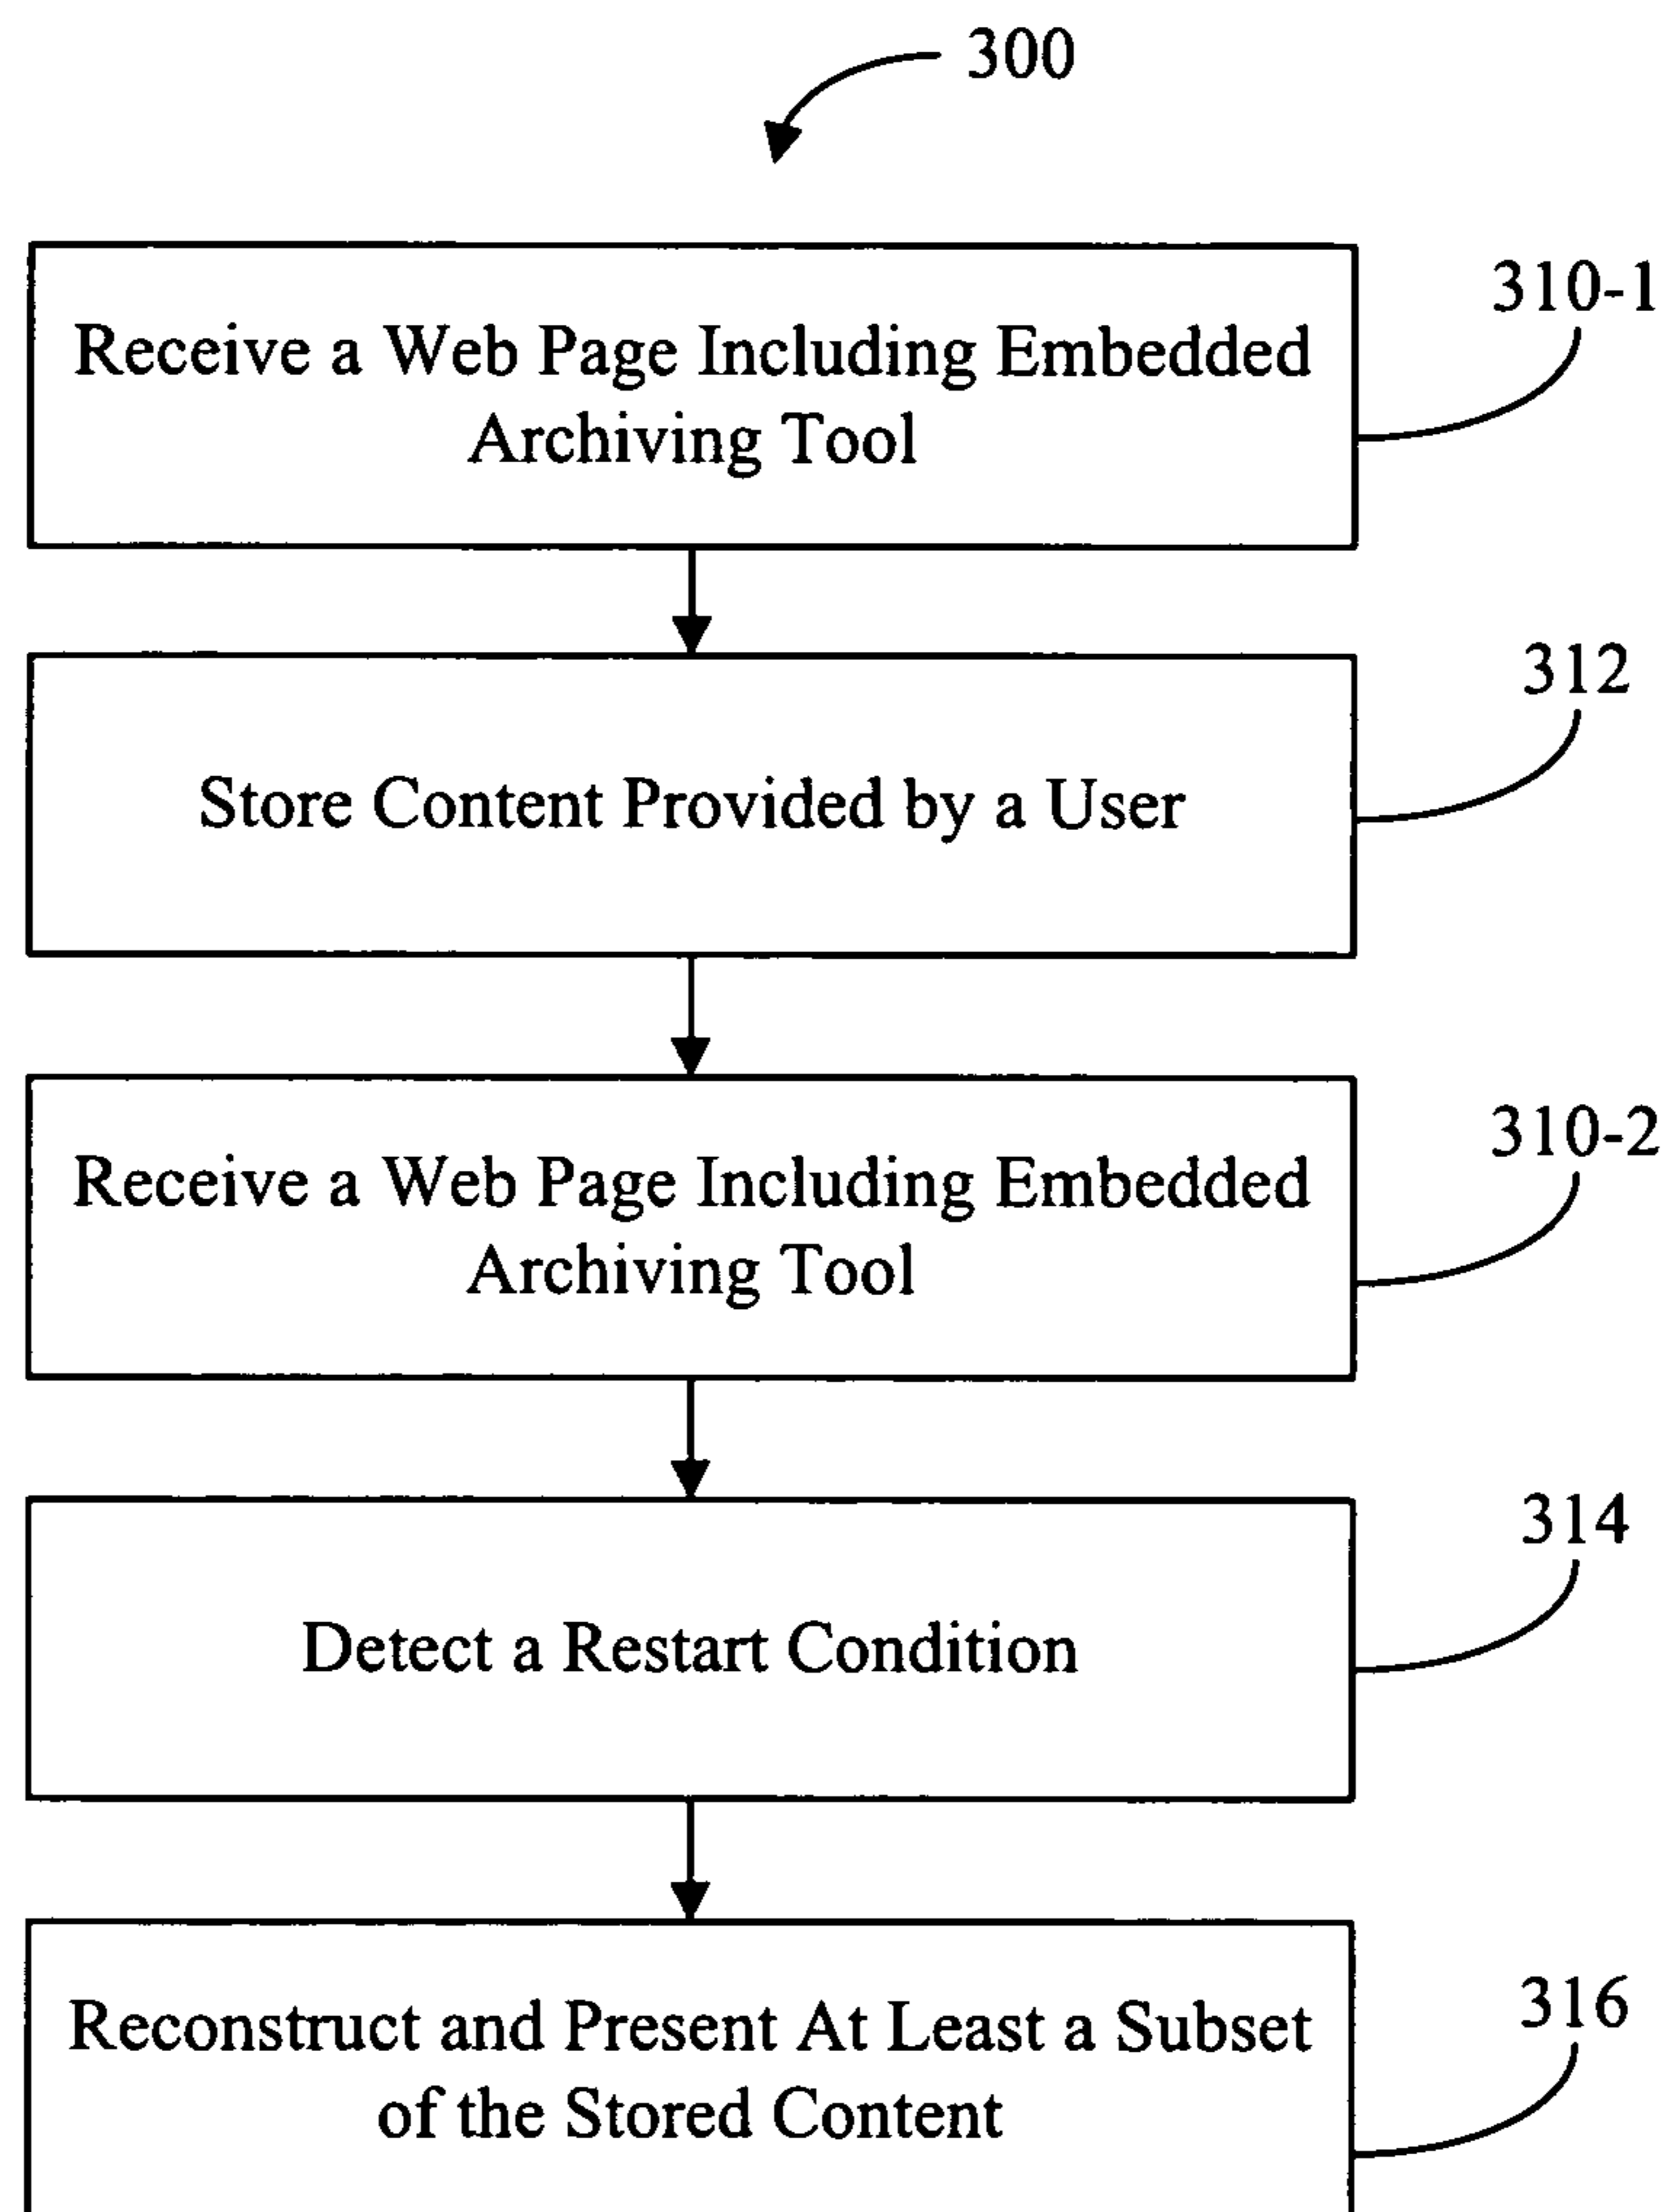 300
310-1
Receive a Web Page Including Embedded
Archiving Tool
312
Store Content Provided by a User
310-2
Receive a Web Page Including Embedded
Archiving Tool
314
Detect a Restart Condition
316
Reconstruct and Present At Least a Subset
of the Stored Content